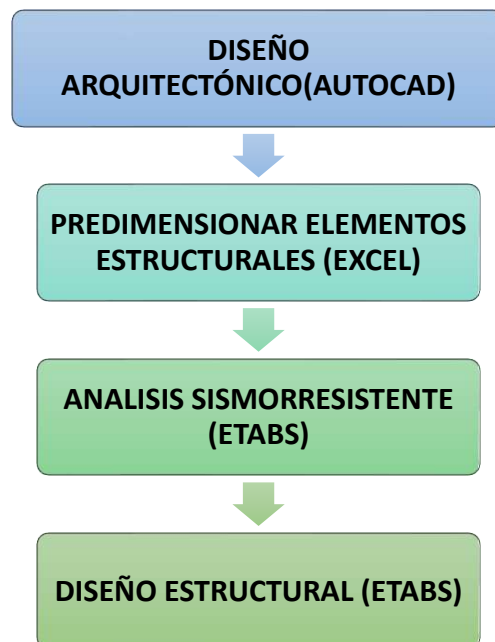 DISEÑO
ARQUITECTÓNICO(AUTOCAD)
PREDIMENSIONAR ELEMENTOS
ESTRUCTURALES (EXCEL)
ANALISIS SISMORRESISTENTE
(ETABS)
DISEÑO ESTRUCTURAL (ETABS)